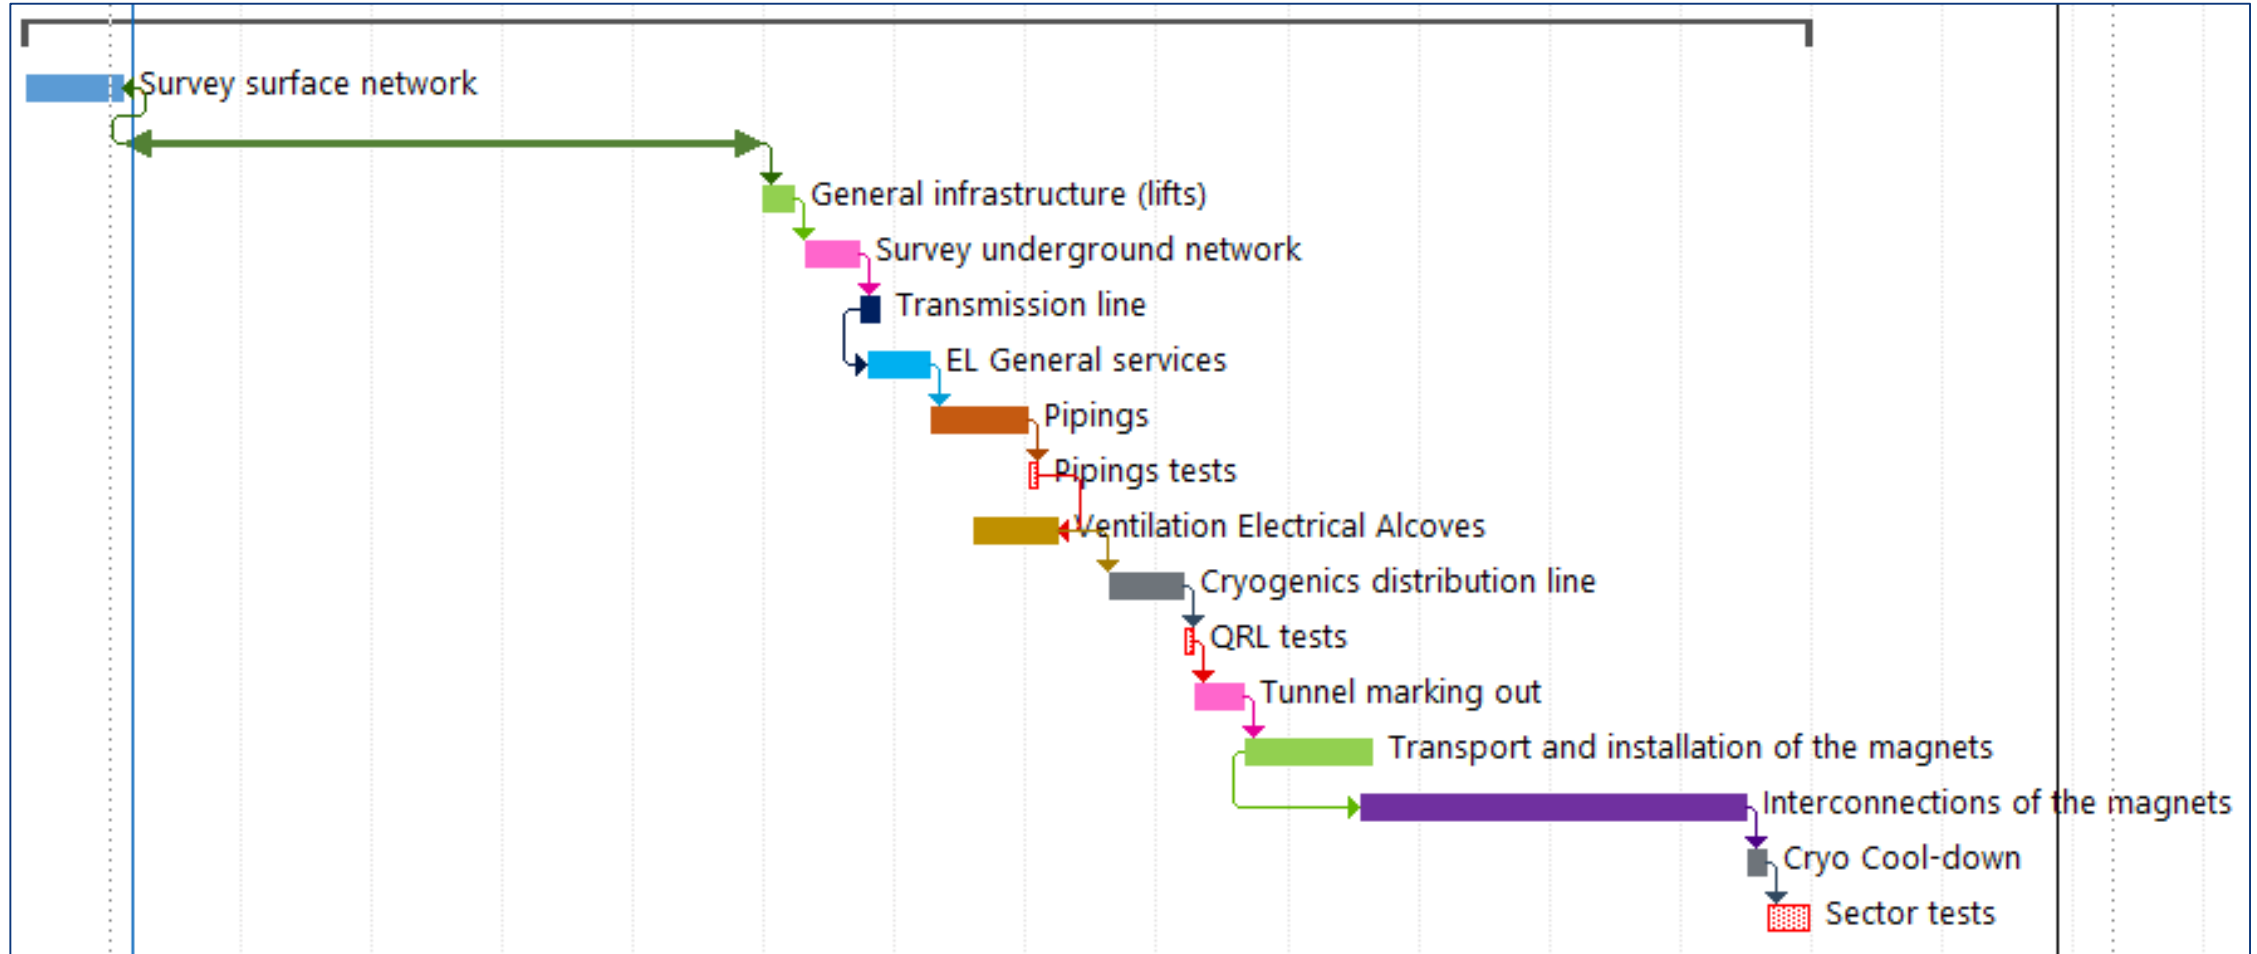 Survey surface network
General infrastructure (lifts)
Survey underground network
Transmission line
EL General services
Pipings
Pipings tests
Ventilation Electrical Alcoves
Cryogenics distribution line
QRL tests
Tunnel marking out
Transport and installation of the magnets
Interconnections of the magnets
Cryo Cool-down
Sector tests